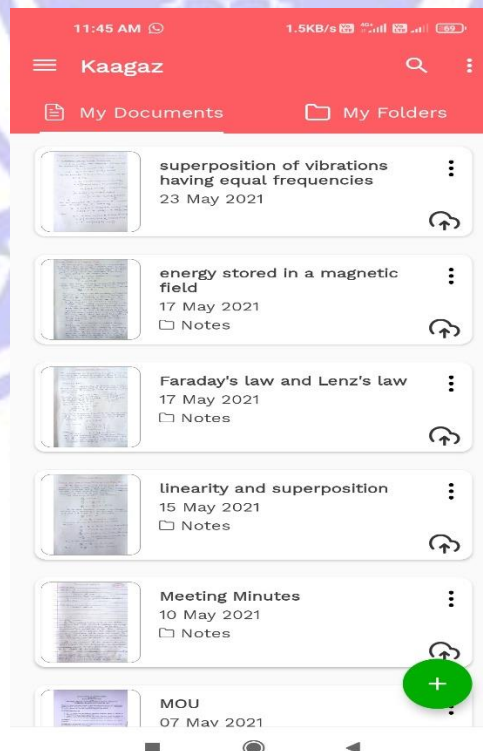 11:45 AM
1.5KB/s 69
Kaagaz
My Documents
My Folders
superposition of vibrations
having equal frequencies
23 May 2021
energy stored in a magnetic
field
17 May 2021
Notes
Faraday's law and Lenz's law
17 May 2021
Notes
linearity and superposition
15 May 2021
Notes
Meeting Minutes
10 May 2021
Notes
MOU
07 May 2021